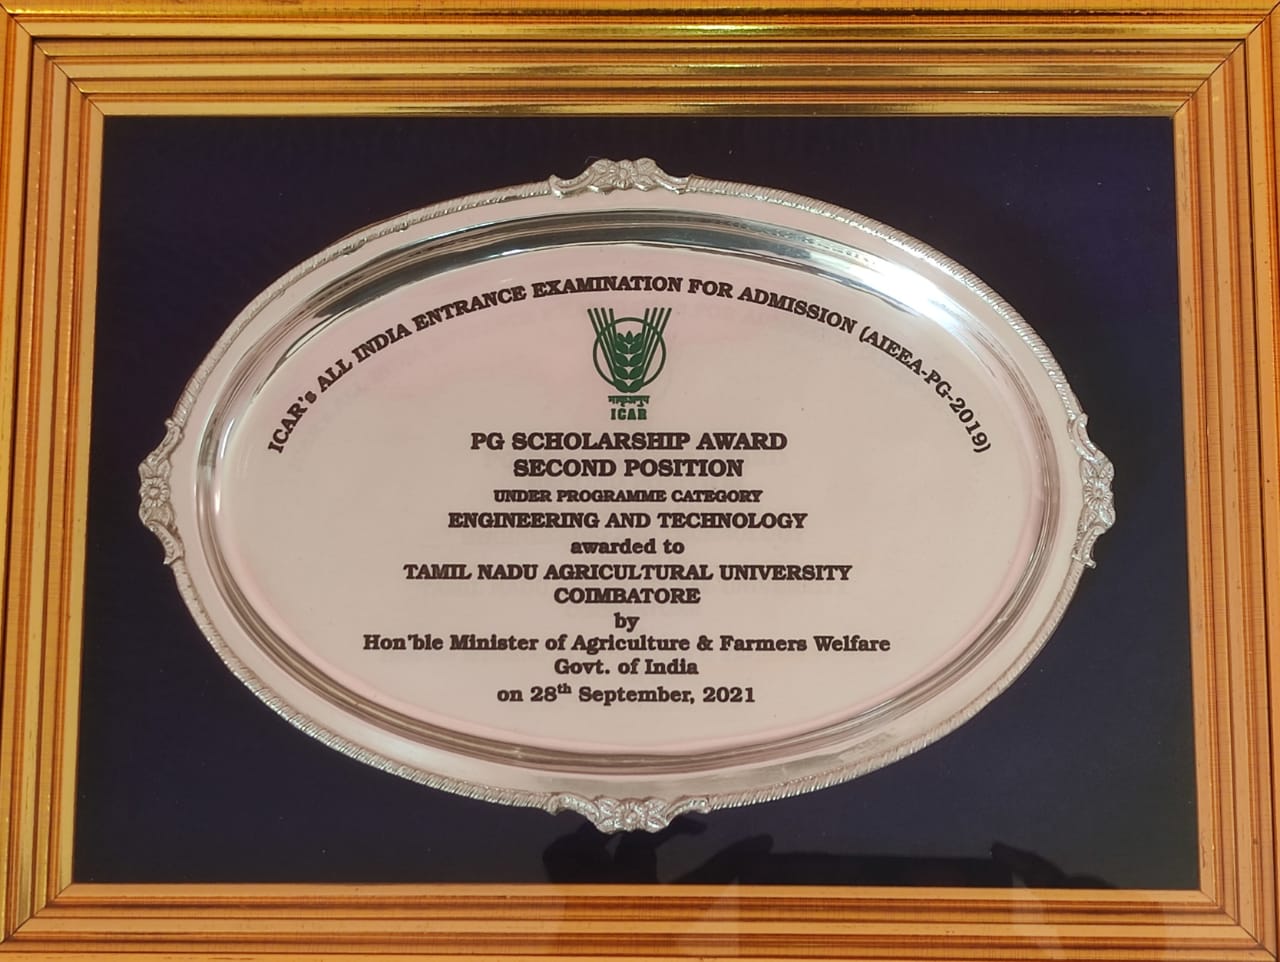 ICAR's ALL INDIA ENTRANCE EXAMINATION FOR ADMISSION (AIEEA-PG-2019)
ICAR
PG SCHOLARSHIP AWARD
SECOND POSITION
UNDER PROGRAMME CATEGORY
ENGINEERING AND TECHNOLOGY
awarded to
TAMIL NADU AGRICULTURAL UNIVERSITY
COIMBATORE
by
Hon'ble Minister of Agriculture & Farmers Welfare
Govt. of India
on 28th September, 2021